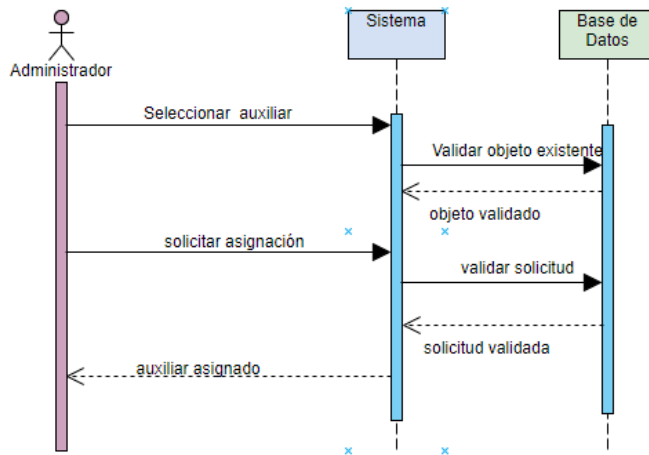 Sistema
Base de
Datos
Administrador
Seleccionar auxiliar
Validar objeto existente
objeto validado
solicitar asignación
validar solicitud
solicitud validada
auxiliar asignado